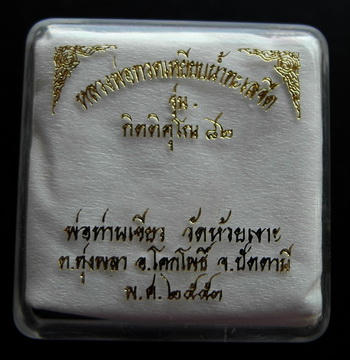 หลวงพ่อทวดเหยียบน้ำทะเลจืด
รุ่น.
กิตติคุโณ ๘๒
พ่อท่านเขียว วัดห้วยเงาะ
ต.ทุ่งพลา อ.โคกโพธิ์ จ.ปัตตานี
พ.ศ.๒๕๕๓